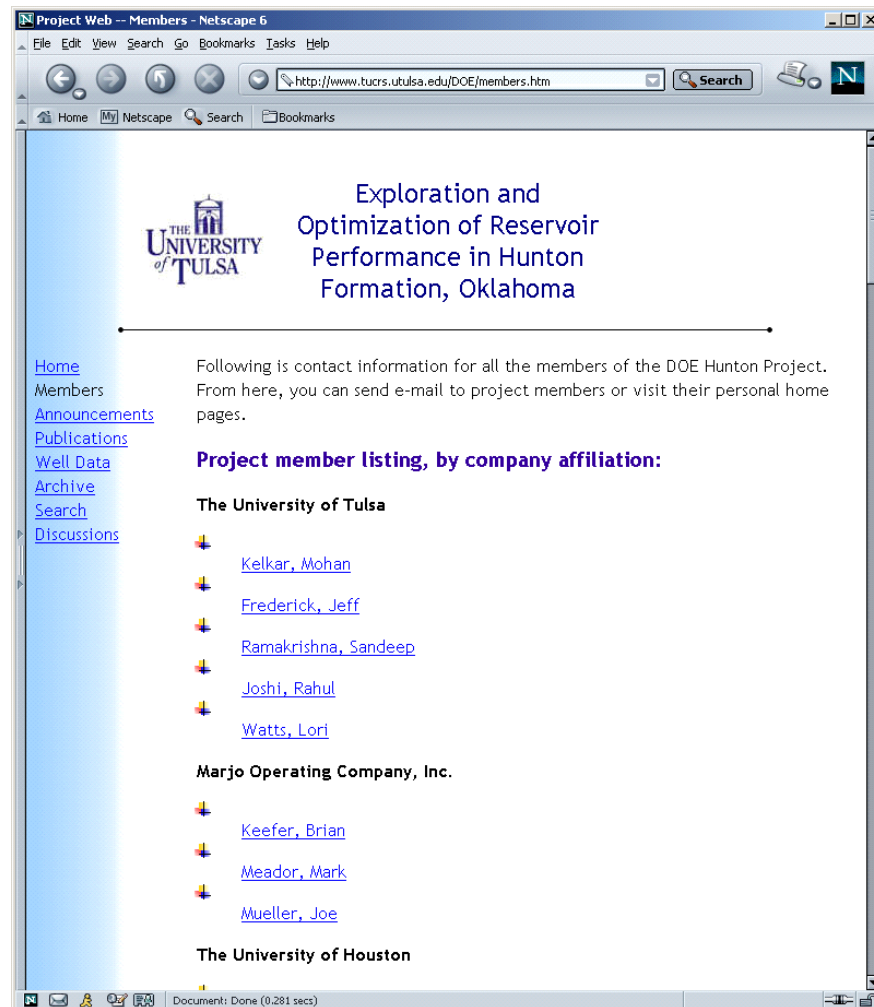 Project Web -- Members - Netscape 6
File Edit View Search Go Bookmarks Tasks Help
http://www.tucrs.utulsa.edu/DOE/members.htm Search N
Home My Netscape Search Bookmarks
THE
UNIVERSITY
of TULSA
Exploration and
Optimization of Reservoir
Performance in Hunton
Formation, Oklahoma
Home
Members
Announcements
Publications
Well Data
Archive
Search
Discussions
Following is contact information for all the members of the DOE Hunton Project.
From here, you can send e-mail to project members or visit their personal home
pages.
Project member listing, by company affiliation:
The University of Tulsa
Kelkar, Mohan
Frederick, Jeff
Ramakrishna, Sandeep
Joshi, Rahul
Watts, Lori
Marjo Operating Company, Inc.
Keefer, Brian
Meador, Mark
Mueller, Joe
The University of Houston
Document: Done (0.281 secs)